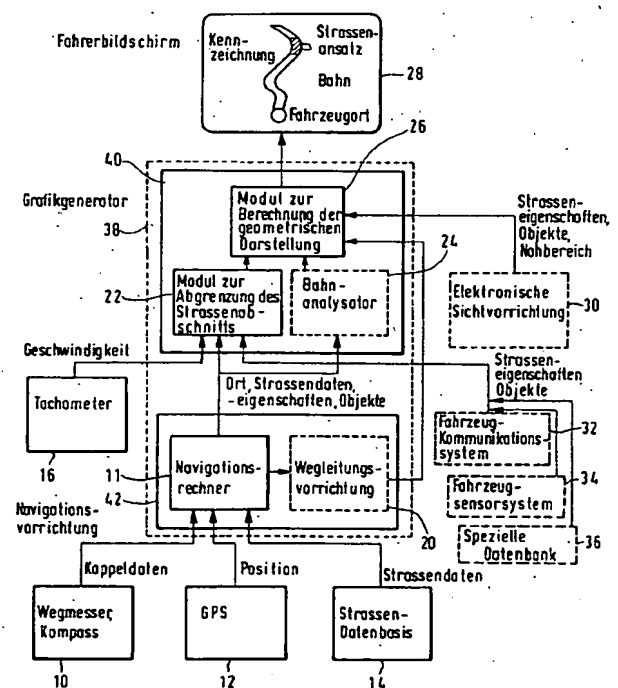 Fahrerbildschirm
Kenn-
zeichnung
Strassen-
ansatz
Bahn
Fahrzeugort
28
26
40
Grafikgenerator
38
Modul zur
Berechnung der
geometrischen
Darstellung
Strassen-
eigenschaften,
Objekte,
Nahbereich
24
22
Modul zur
Abgrenzung des
Strassenab-
schnitts
Bahn-
analysator
Elektronische
Sichtvorrichtung
30
Geschwindigkeit
Strassen-
eigenschaften
Objekte
Tachometer
16
Ort, Strassendaten,
-eigenschaften, Objekte
Fahrzeug-
Kommunikations-
system
32
11
42
Navigations-
rechner
Wegleitungs-
vorrichtung
20
Fahrzeug-
sensorsystem
34
Navigations-
vorrichtung
Spezielle
Datenbank
36
Koppeldaten
Position
Strassendaten
Wegmesser,
Kompass
GPS
Strassen-
Datenbasis
10
12
14